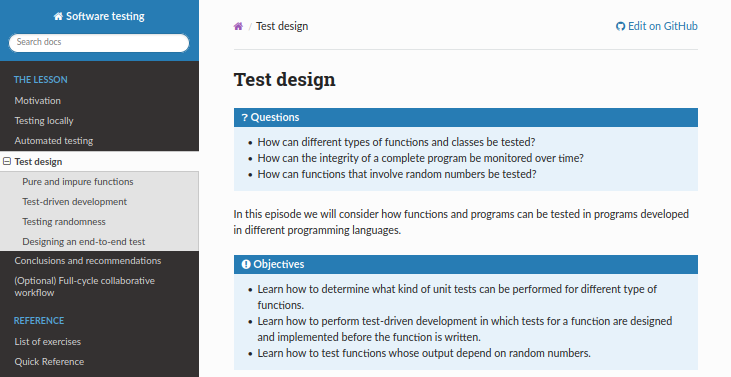 Software testing
Search docs
THE LESSON
Motivation
Testing locally
Automated testing
Test design
Pure and impure functions
Test-driven development
Testing randomness
Designing an end-to-end test
Conclusions and recommendations
(Optional) Full-cycle collaborative
workflow
REFERENCE
List of exercises
Quick Reference
/ Test design
Edit on GitHub
Test design
? Questions
• How can different types of functions and classes be tested?
• How can the integrity of a complete program be monitored over time?
• How can functions that involve random numbers be tested?
In this episode we will consider how functions and programs can be tested in programs developed
in different programming languages.
Objectives
• Learn how to determine what kind of unit tests can be performed for different type of
functions.
• Learn how to perform test-driven development in which tests for a function are designed
and implemented before the function is written.
• Learn how to test functions whose output depend on random numbers.